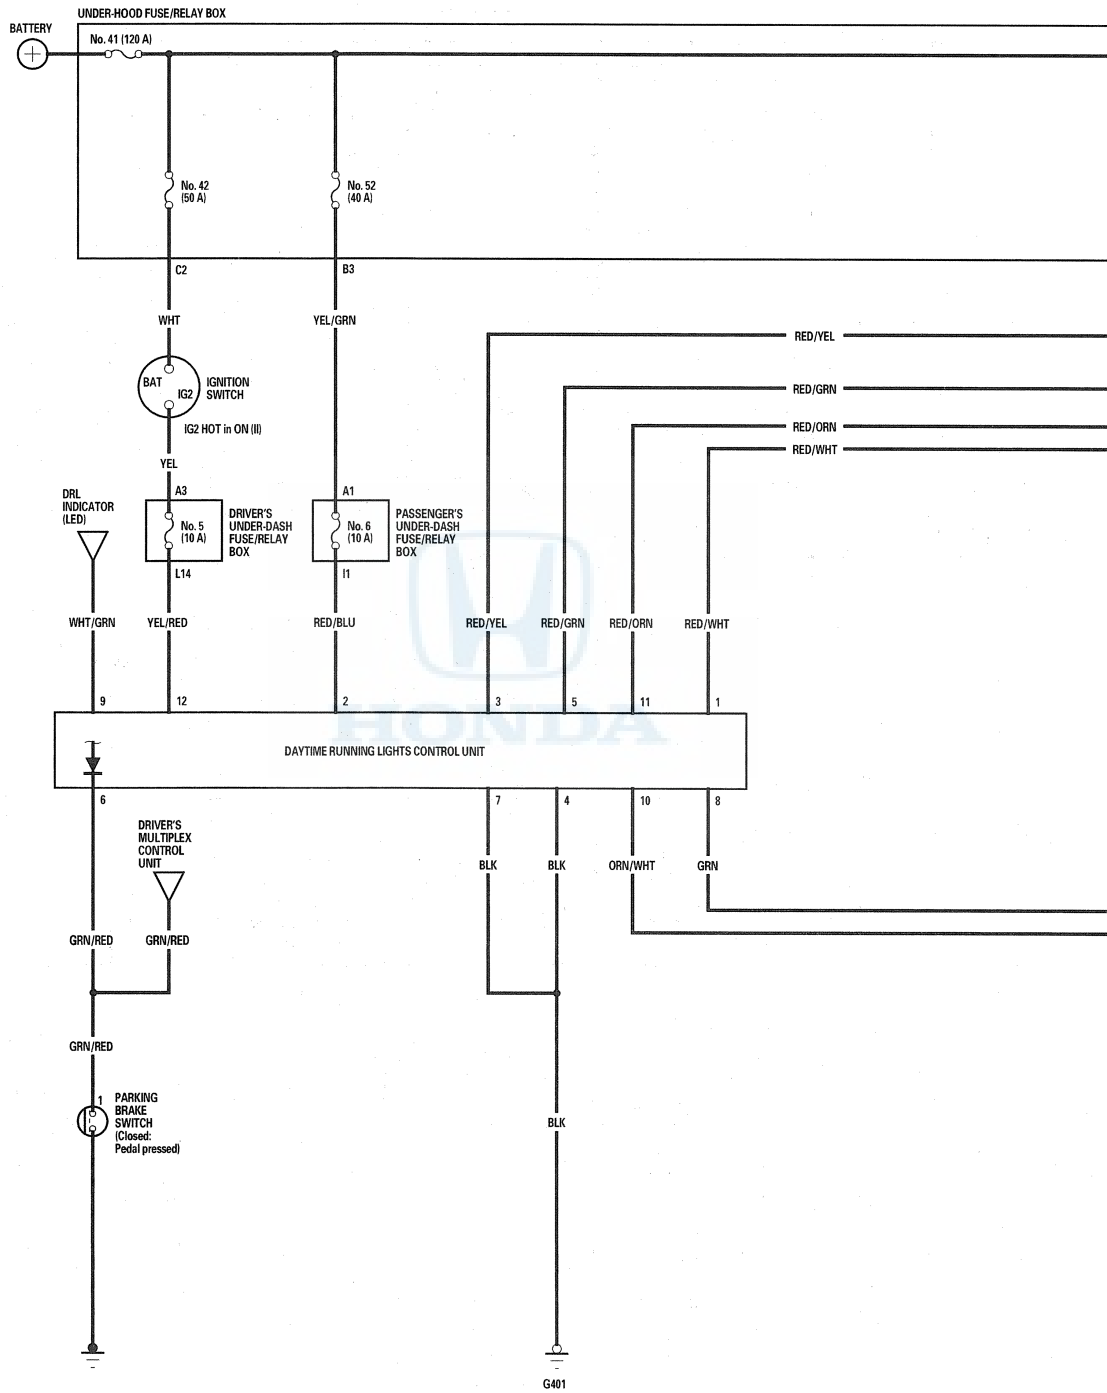 UNDER-HOOD FUSE/RELAY BOX
BATTERY
No. 41 (120 A)
No. 42
(50 A)
No. 52
(40 A)
C2
B3
WHT
YEL/GRN
RED/YEL
BAT
IG2
IGNITION
SWITCH
RED/GRN
IG2 HOT in ON (II)
RED/ORN
RED/WHT
YEL
DRL
INDICATOR
(LED)
A3
No. 5
(10 A)
DRIVER'S
UNDER-DASH
FUSE/RELAY
BOX
L14
A1
No. 6
(10 A)
PASSENGER'S
UNDER-DASH
FUSE/RELAY
BOX
I1
WHT/GRN
YEL/RED
RED/BLU
RED/YEL
RED/GRN
RED/ORN
RED/WHT
9
12
2
3
5
11
1
HONDA
DAYTIME RUNNING LIGHTS CONTROL UNIT
6
7
4
10
8
DRIVER'S
MULTIPLEX
CONTROL
UNIT
BLK
BLK
ORN/WHT
GRN
GRN/RED
GRN/RED
GRN/RED
1
PARKING
BRAKE
SWITCH
(Closed:
Pedal pressed)
BLK
G401